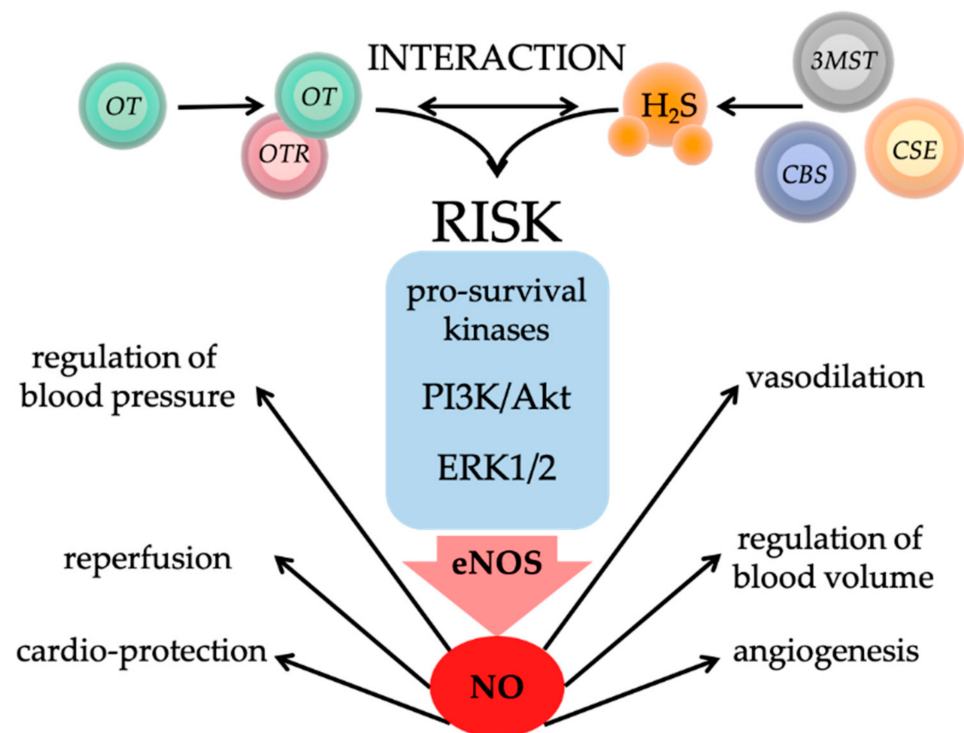 INTERACTION
OT
OT
OTR
H₂S
3MST
CBS
CSE
RISK
pro-survival
kinases
PI3K/Akt
ERK1/2
eNOS
NO
regulation of
blood pressure
reperfusion
cardio-protection
vasodilation
regulation of
blood volume
angiogenesis